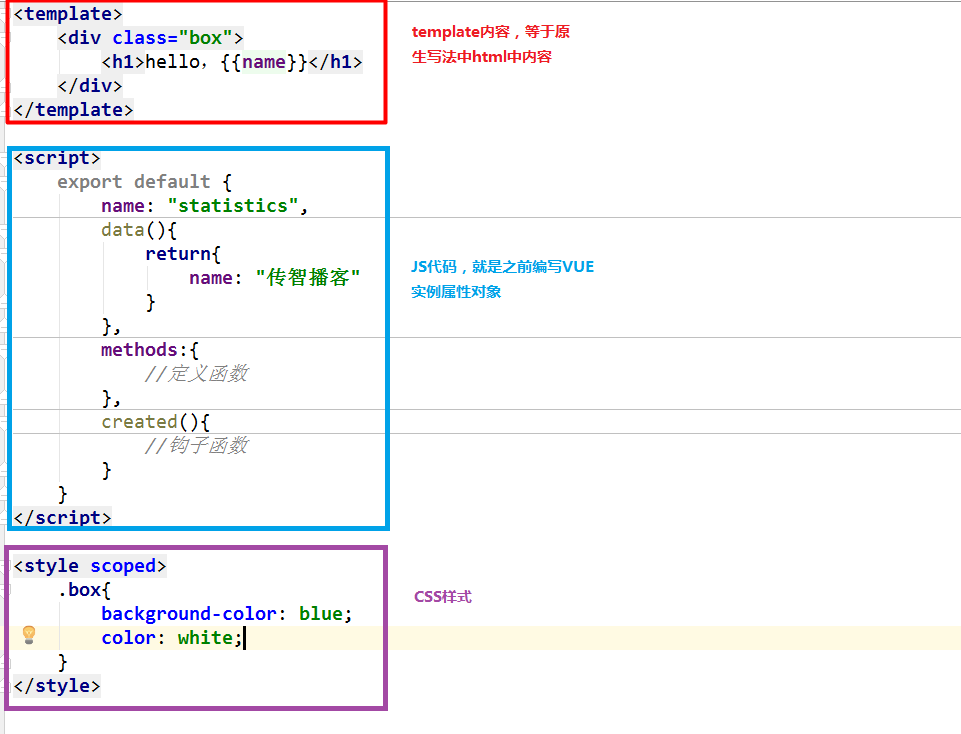 <template>
<div class="box">
<h1>hello，{{name}}</h1>
</div>
</template>
template内容，等于原
生写法中html中内容
<script>
export default {
name: "statistics",
data(){
return{
name: "传智播客"
}
},
methods:{
//定义函数
},
created(){
//钩子函数
}
}
</script>
JS代码，就是之前编写VUE
实例属性对象
<style scoped>
.box{
background-color: blue;
color: white;
}
</style>
CSS样式